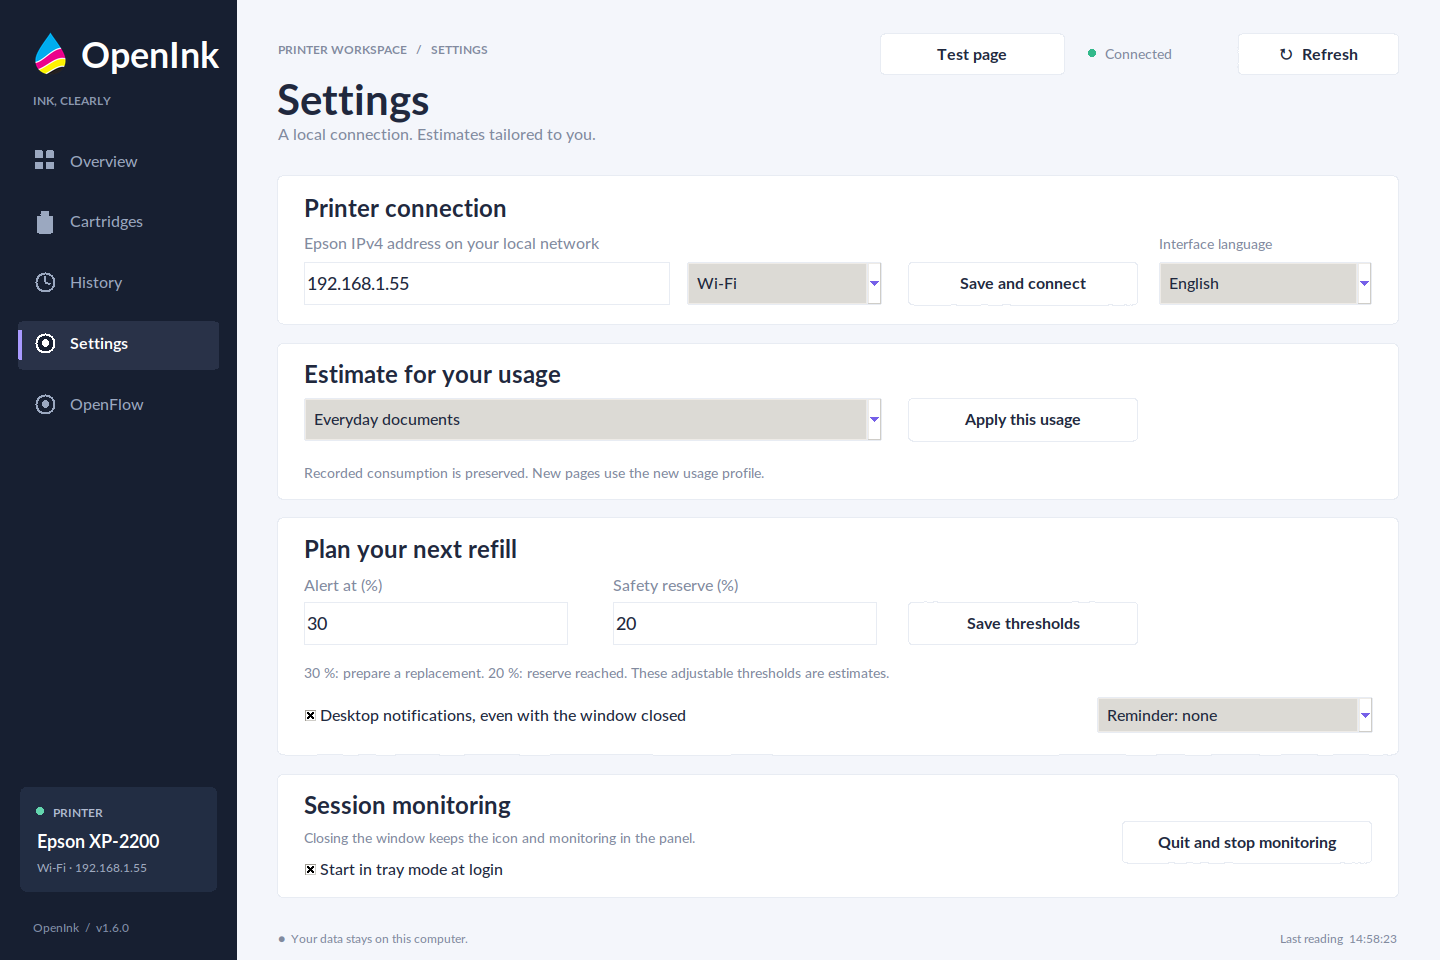 OpenInk
INK, CLEARLY
Overview
Cartridges
History
Settings
OpenFlow
PRINTER
Epson XP-2200
Wi-Fi · 192.168.1.55
OpenInk / v1.6.0
PRINTER WORKSPACE / SETTINGS
Test page
Connected
↻ Refresh
Settings
A local connection. Estimates tailored to you.
Printer connection
Epson IPv4 address on your local network
Interface language
192.168.1.55
Wi-Fi
Save and connect
English
Estimate for your usage
Everyday documents
Apply this usage
Recorded consumption is preserved. New pages use the new usage profile.
Plan your next refill
Alert at (%)
Safety reserve (%)
30
20
Save thresholds
30 %: prepare a replacement. 20 %: reserve reached. These adjustable thresholds are estimates.
Desktop notifications, even with the window closed
Reminder: none
Session monitoring
Closing the window keeps the icon and monitoring in the panel.
Quit and stop monitoring
Start in tray mode at login
● Your data stays on this computer.
Last reading 14:58:23